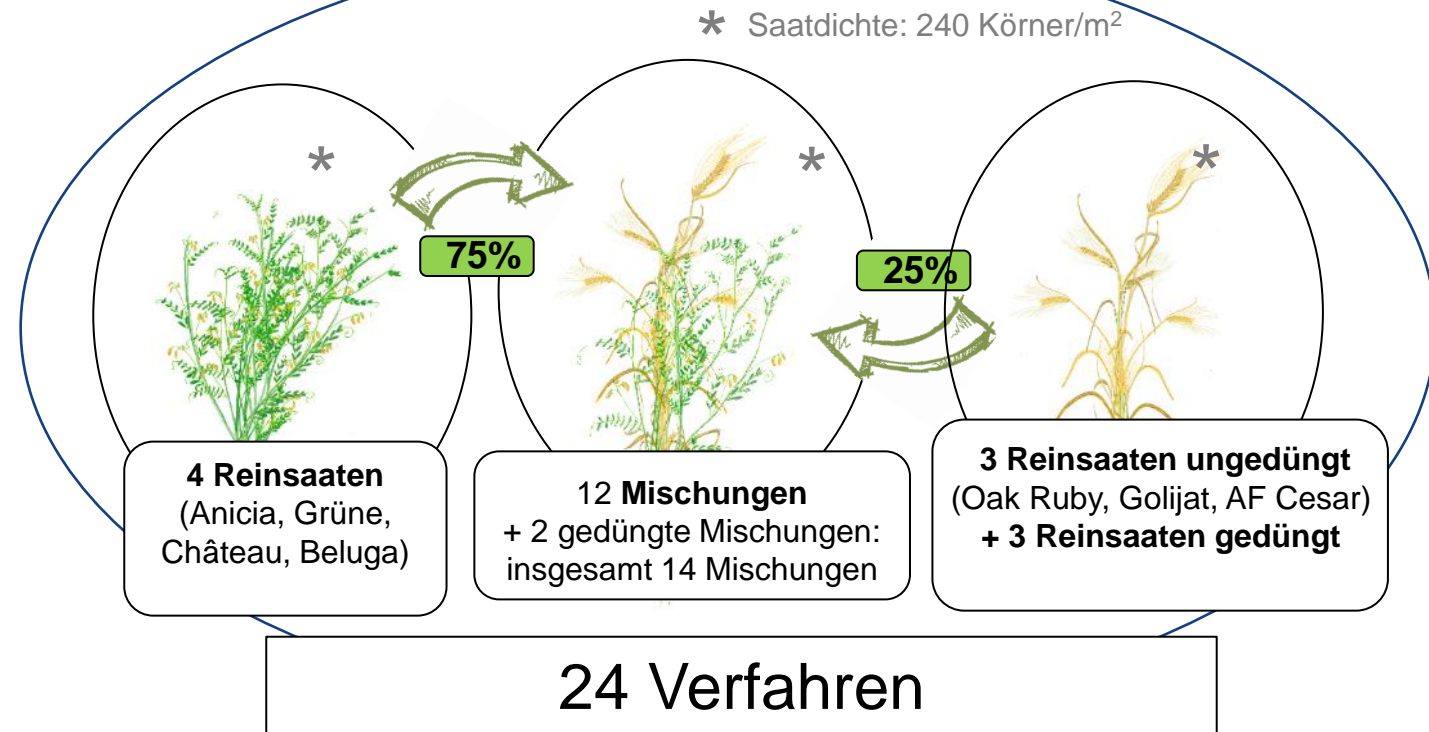 * Saatdichte: 240 Körner/m²
*
*
*
75%
25%
4 Reinsaaten
(Anicia, Grüne,
Château, Beluga)
12 Mischungen
+ 2 gedüngte Mischungen:
insgesamt 14 Mischungen
3 Reinsaaten ungedüngt
(Oak Ruby, Golijat, AF Cesar)
+ 3 Reinsaaten gedüngt
24 Verfahren